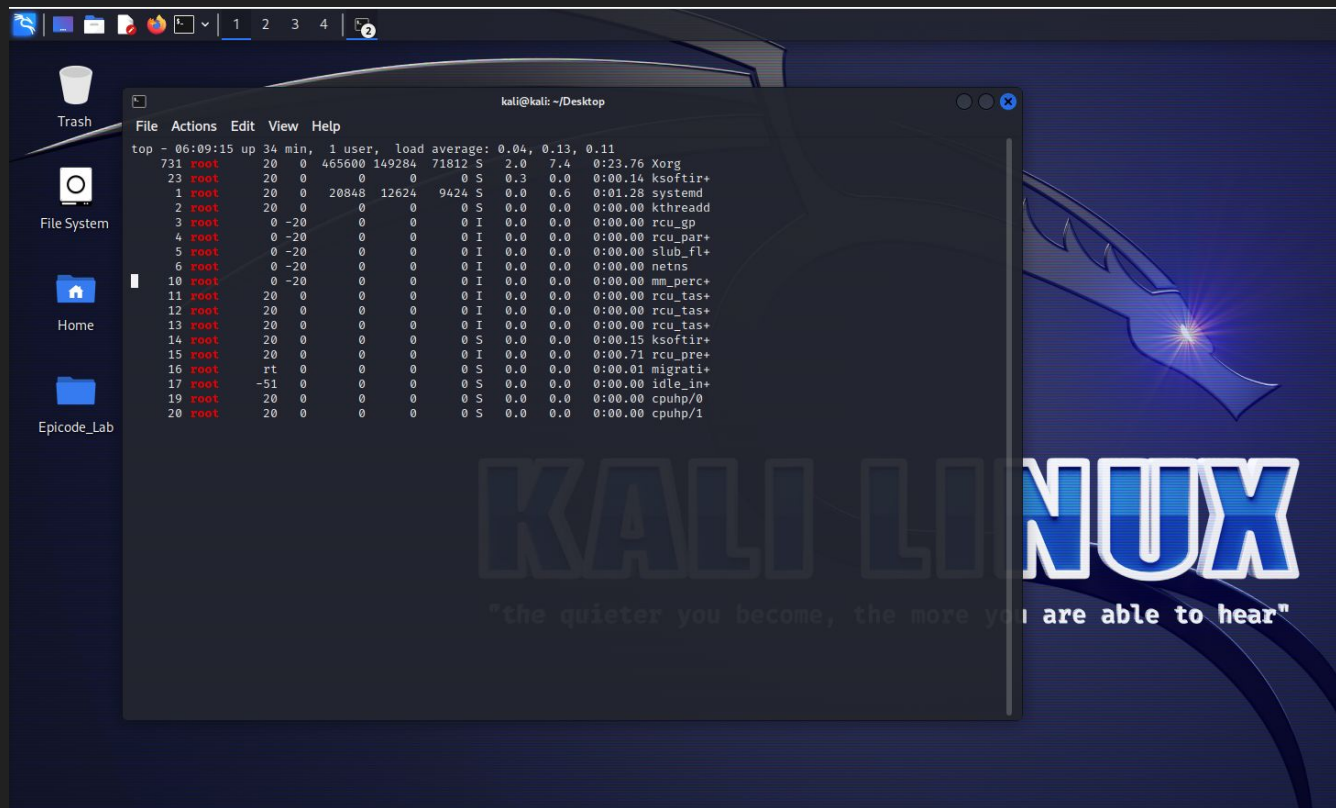 1 2 3 4 2
Trash
File System
Home
Epicode_Lab
kali@kali: ~/Desktop
File Actions Edit View Help
top - 06:09:15 up 34 min, 1 user, load average: 0.04, 0.13, 0.11
731 root 20 0 465600 149284 71812 S 2.0 7.4 0:23.76 Xorg
23 root 20 0 0 0 0 S 0.3 0.0 0:00.14 ksoftir+
1 root 20 0 20848 12624 9424 S 0.0 0.6 0:01.28 systemd
2 root 20 0 0 0 0 S 0.0 0.0 0:00.00 kthreadd
3 root 0 -20 0 0 0 I 0.0 0.0 0:00.00 rcu_gp
4 root 0 -20 0 0 0 I 0.0 0.0 0:00.00 rcu_par+
5 root 0 -20 0 0 0 I 0.0 0.0 0:00.00 slub_fl+
6 root 0 -20 0 0 0 I 0.0 0.0 0:00.00 netns
10 root 0 -20 0 0 0 I 0.0 0.0 0:00.00 mm_perc+
11 root 20 0 0 0 0 I 0.0 0.0 0:00.00 rcu_tas+
12 root 20 0 0 0 0 I 0.0 0.0 0:00.00 rcu_tas+
13 root 20 0 0 0 0 I 0.0 0.0 0:00.00 rcu_tas+
14 root 20 0 0 0 0 S 0.0 0.0 0:00.15 ksoftir+
15 root 20 0 0 0 0 I 0.0 0.0 0:00.71 rcu_pre+
16 root rt 0 0 0 0 S 0.0 0.0 0:00.01 migrati+
17 root -51 0 0 0 0 S 0.0 0.0 0:00.00 idle_in+
19 root 20 0 0 0 0 S 0.0 0.0 0:00.00 cpuhp/0
20 root 20 0 0 0 0 S 0.0 0.0 0:00.00 cpuhp/1
KALI LINUX
"the quieter you become, the more you are able to hear"